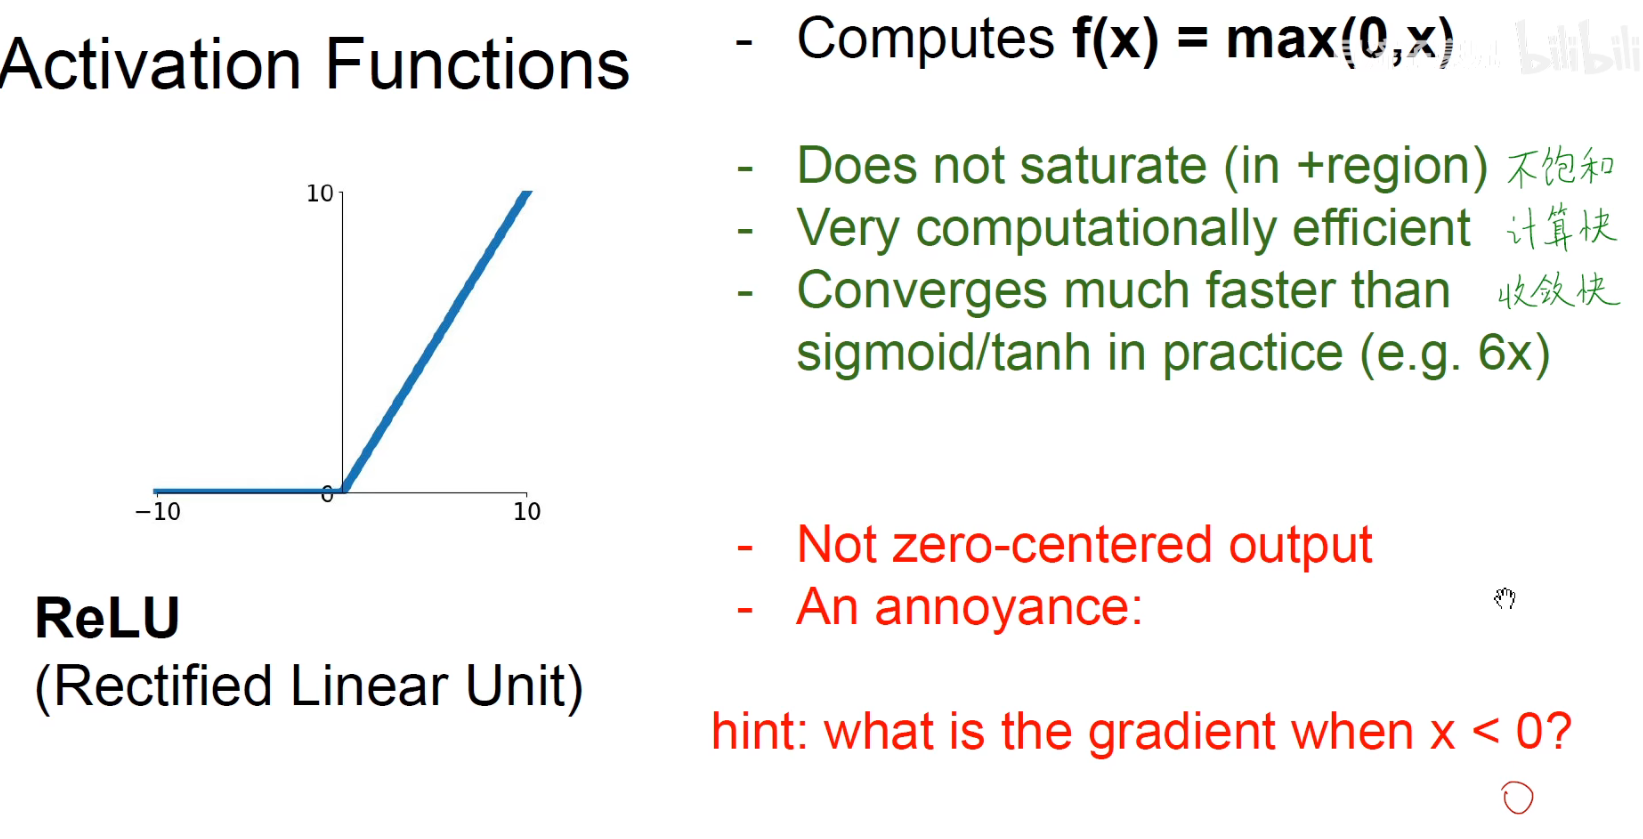 Activation Functions
10
0
−10
10
ReLU
(Rectified Linear Unit)
- Computes f(x) = max(0,x)
bilibili
- Does not saturate (in +region) 不饱和
- Very computationally efficient 计算快
- Converges much faster than 收敛快
sigmoid/tanh in practice (e.g. 6x)
- Not zero-centered output
- An annoyance:
hint: what is the gradient when x < 0?
0